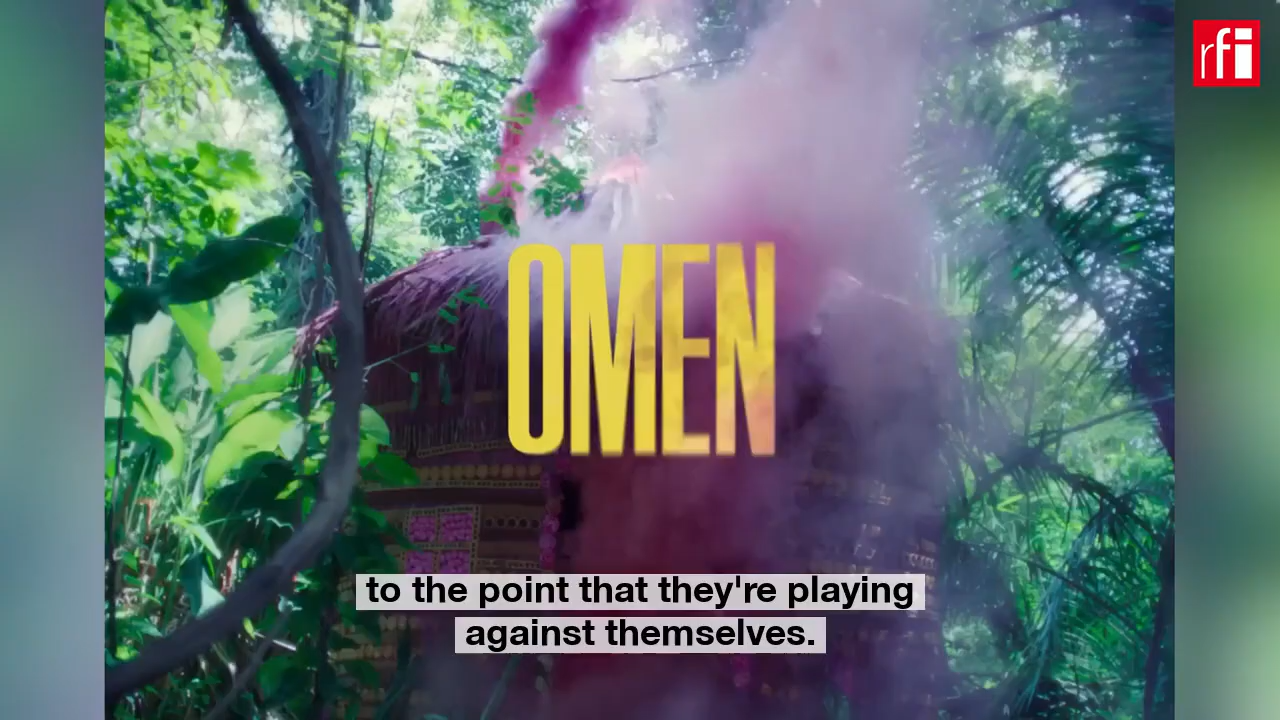 rfi
OMEN
to the point that they're playing
against themselves.